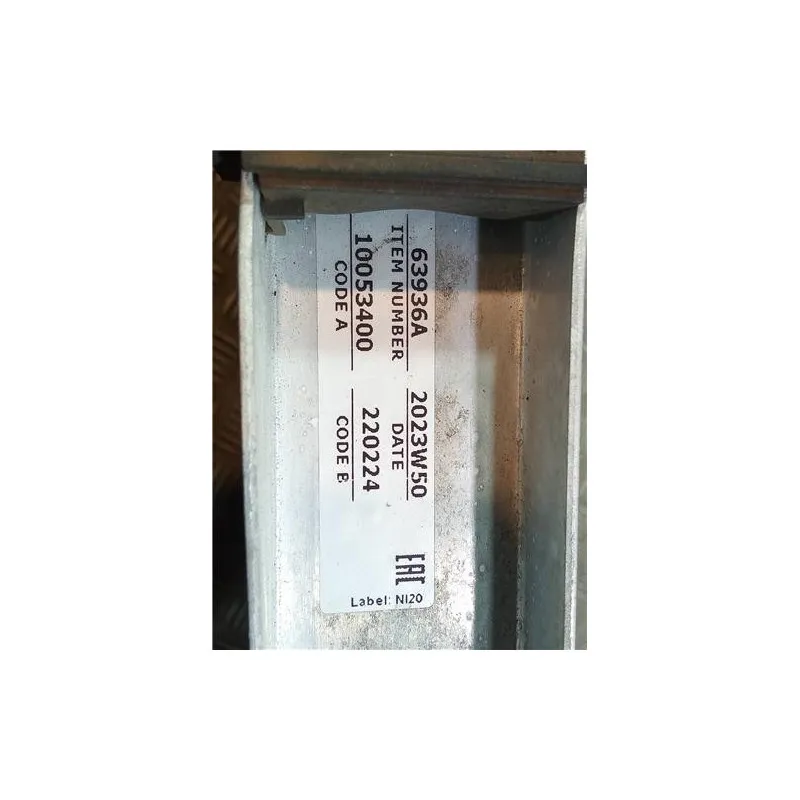 63936A 2023W50
ITEM NUMBER DATE
10053400 220224
CODE A CODE B
EAC
Label: NI20